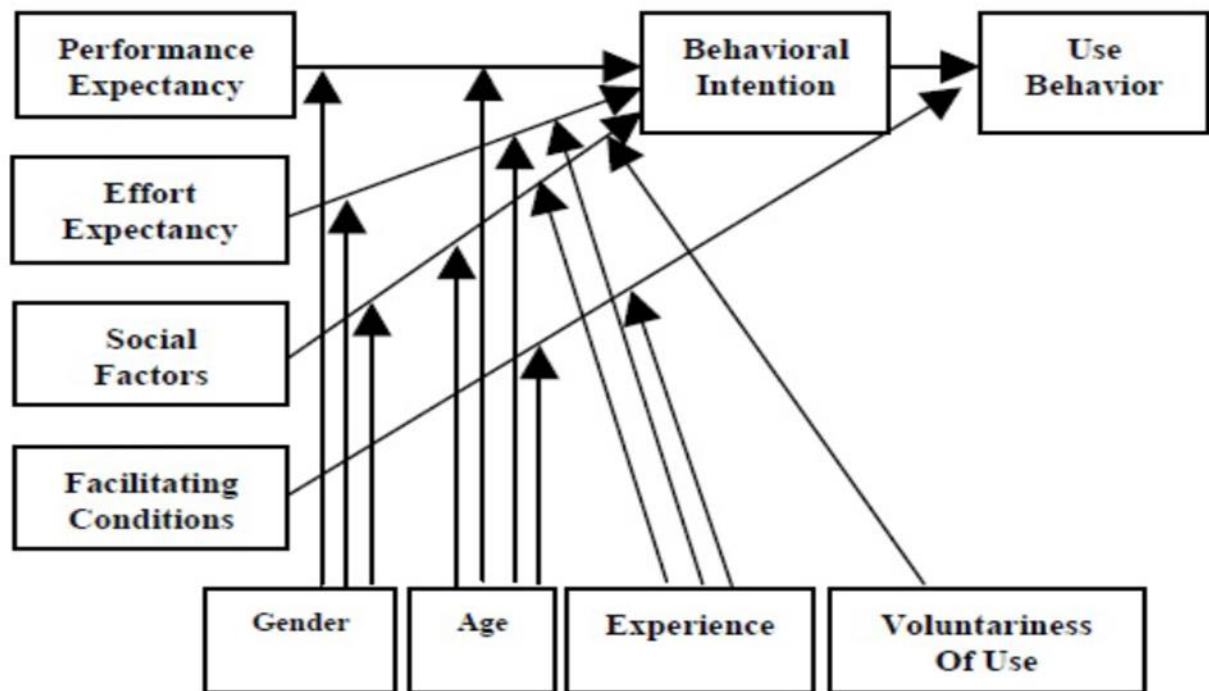 Performance
Expectancy
Behavioral
Intention
Use
Behavior
Effort
Expectancy
Social
Factors
Facilitating
Conditions
Gender
Age
Experience
Voluntariness
Of Use